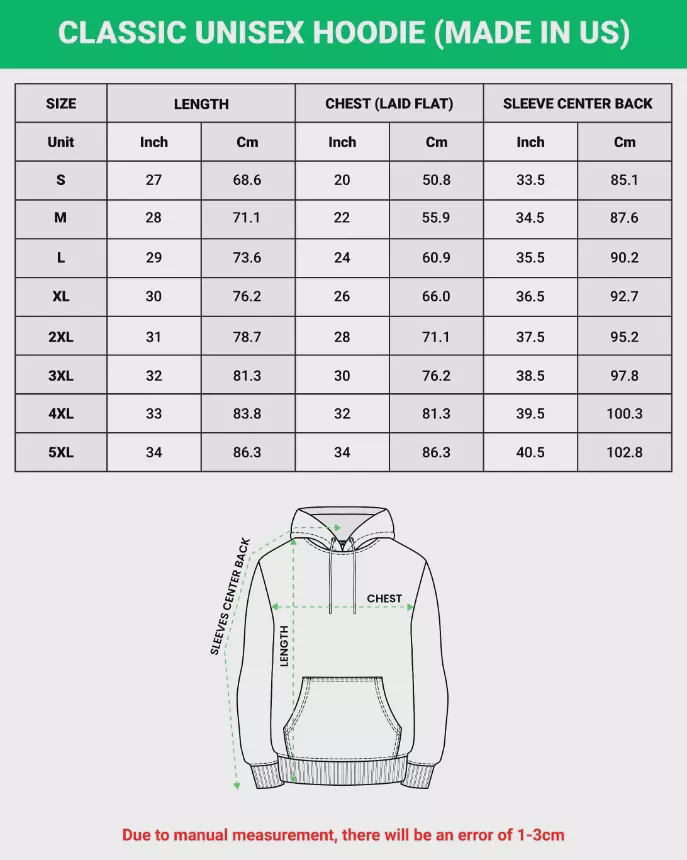 CLASSIC UNISEX HOODIE (MADE IN US)
SIZE LENGTH CHEST (LAID FLAT) SLEEVE CENTER BACK
Unit Inch Cm Inch Cm Inch Cm
S 27 68.6 20 50.8 33.5 85.1
M 28 71.1 22 55.9 34.5 87.6
L 29 73.6 24 60.9 35.5 90.2
XL 30 76.2 26 66.0 36.5 92.7
2XL 31 78.7 28 71.1 37.5 95.2
3XL 32 81.3 30 76.2 38.5 97.8
4XL 33 83.8 32 81.3 39.5 100.3
5XL 34 86.3 34 86.3 40.5 102.8
SLEEVES CENTER BACK
CHEST
LENGTH
Due to manual measurement, there will be an error of 1-3cm